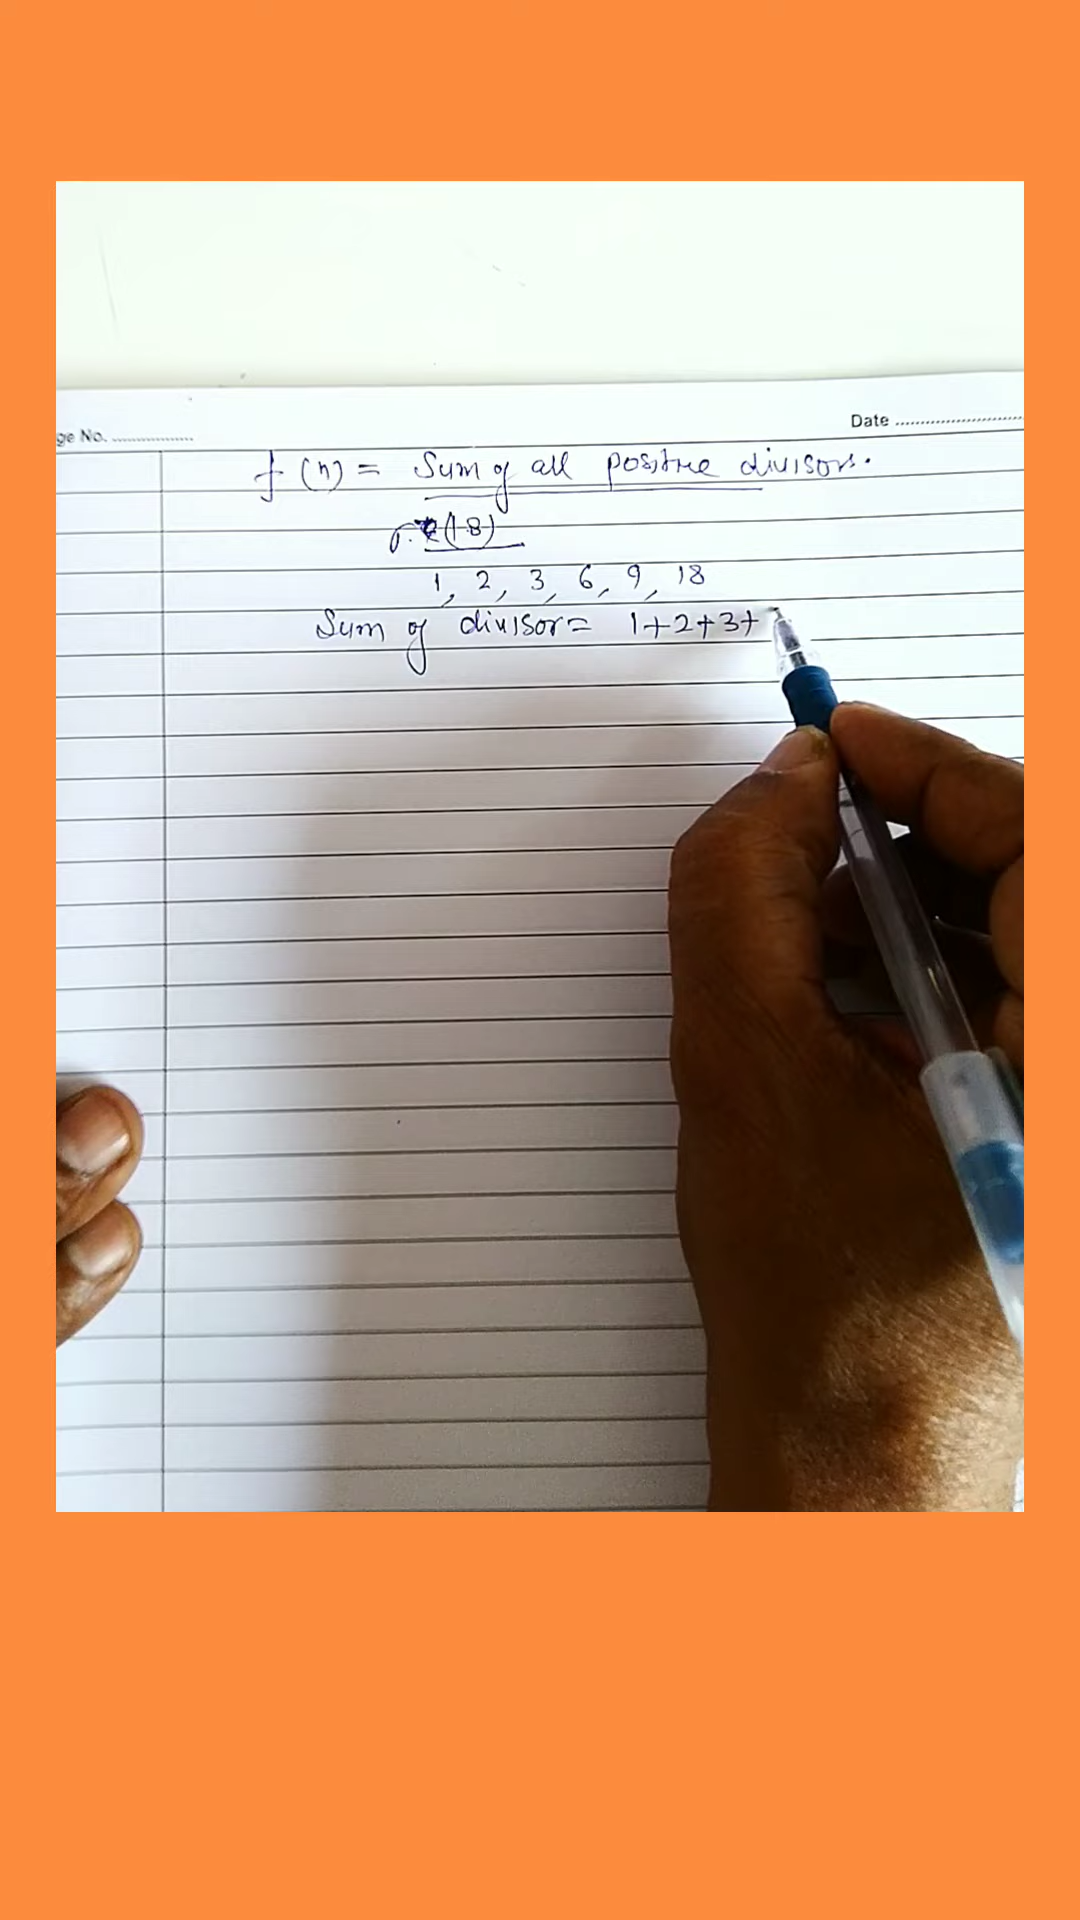 ge No. ..................
Date ............................
f (n) = Sum of all positive divisors.
σ (18)
1, 2, 3, 6, 9, 18
Sum of divisor = 1+2+3+